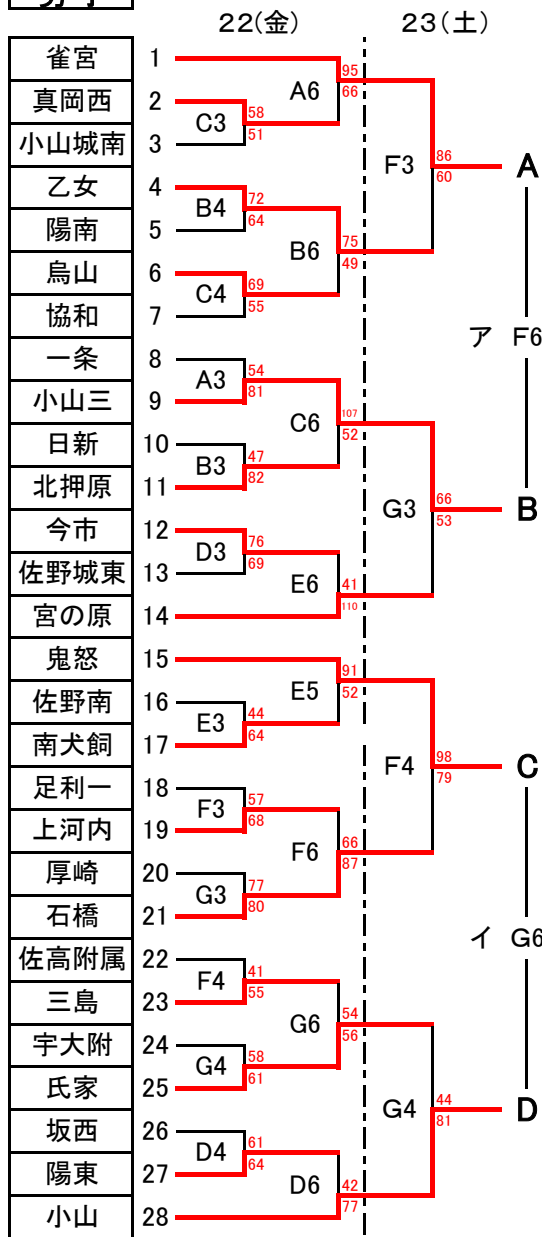 22(金) 23(土)
雀宮 1
真岡西 2
小山城南 3
乙女 4
陽南 5
烏山 6
協和 7
一条 8
小山三 9
日新 10
北押原 11
今市 12
佐野城東 13
宮の原 14
鬼怒 15
佐野南 16
南犬飼 17
足利一 18
上河内 19
厚崎 20
石橋 21
佐高附属 22
三島 23
宇大附 24
氏家 25
坂西 26
陽東 27
小山 28
C3 58 51
B4 72 64
C4 69 55
A3 54 81
B3 47 82
D3 76 69
E3 44 64
F3 57 68
G3 77 80
F4 41 55
G4 58 61
D4 61 64
A6 95 66
B6 75 49
C6 107 52
E6 41 110
E5 91 52
F6 66 87
G6 54 56
D6 42 77
F3 86 60
G3 66 53
F4 98 79
G4 44 81
A
ア F6
B
C
イ G6
D